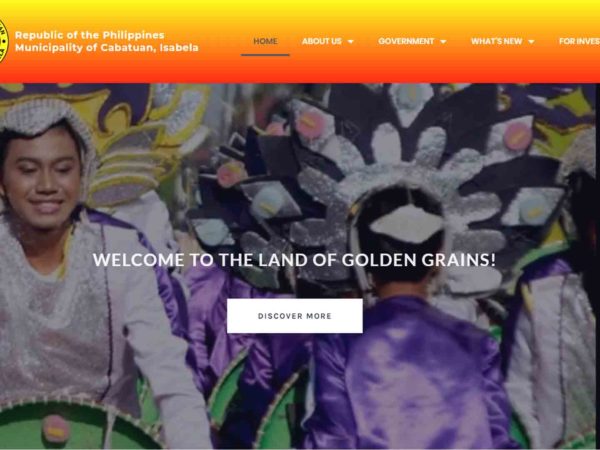 Republic of the Philippines
Municipality of Cabatuan, Isabela
HOME ABOUT US GOVERNMENT WHAT'S NEW FOR INVES
WELCOME TO THE LAND OF GOLDEN GRAINS!
DISCOVER MORE